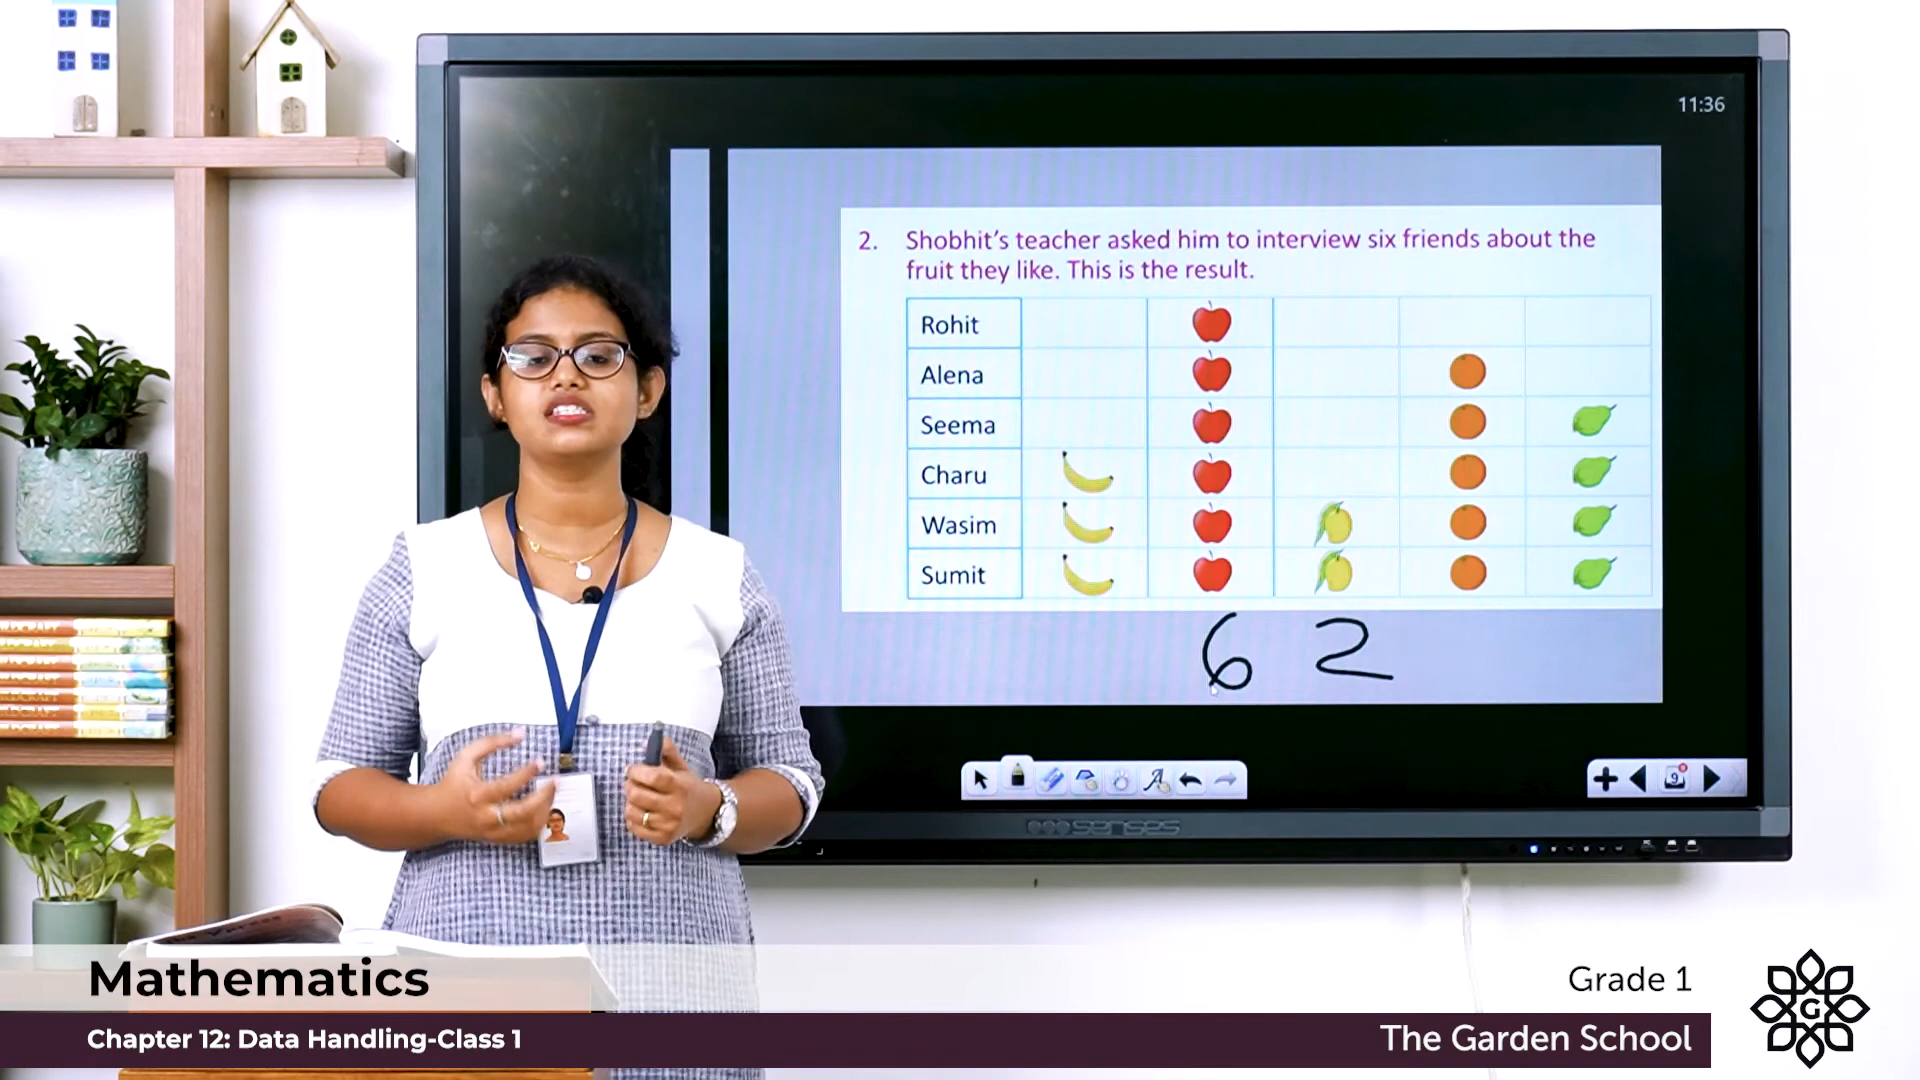 11:36
2. Shobhit's teacher asked him to interview six friends about the
fruit they like. This is the result.
Rohit
Alena
Seema
Charu
Wasim
Sumit
6 2
9
senses
Mathematics
Grade 1
Chapter 12: Data Handling-Class 1
The Garden School
G